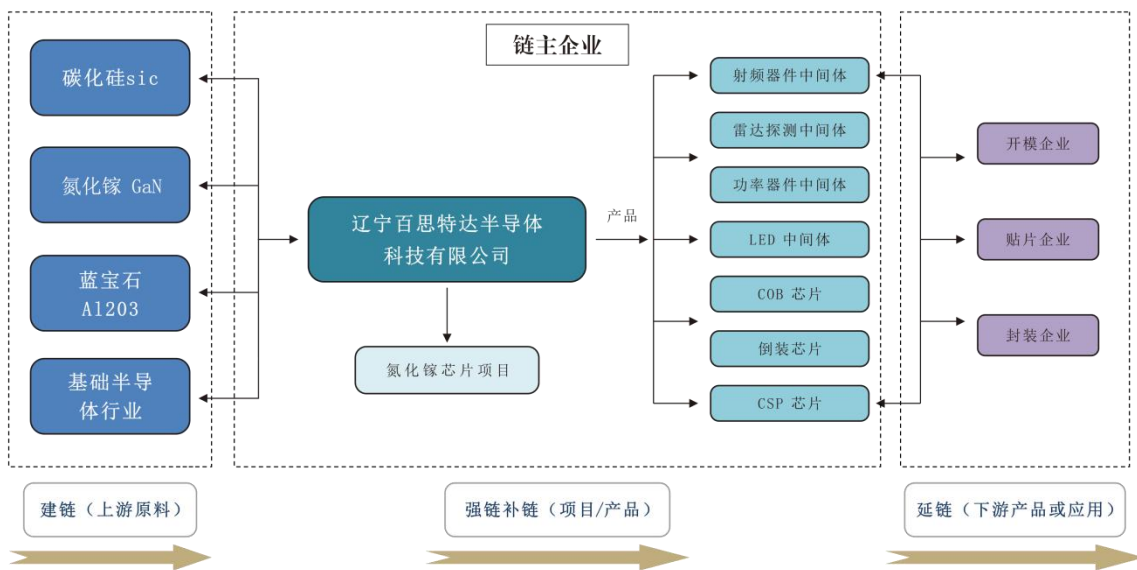 链主企业
碳化硅sic
氮化镓 GaN
蓝宝石
Al203
基础半导
体行业
辽宁百思特达半导体
科技有限公司
氮化镓芯片项目
产品
射频器件中间体
雷达探测中间体
功率器件中间体
LED 中间体
COB 芯片
倒装芯片
CSP 芯片
开模企业
贴片企业
封装企业
建链（上游原料）
强链补链（项目/产品）
延链（下游产品或应用）